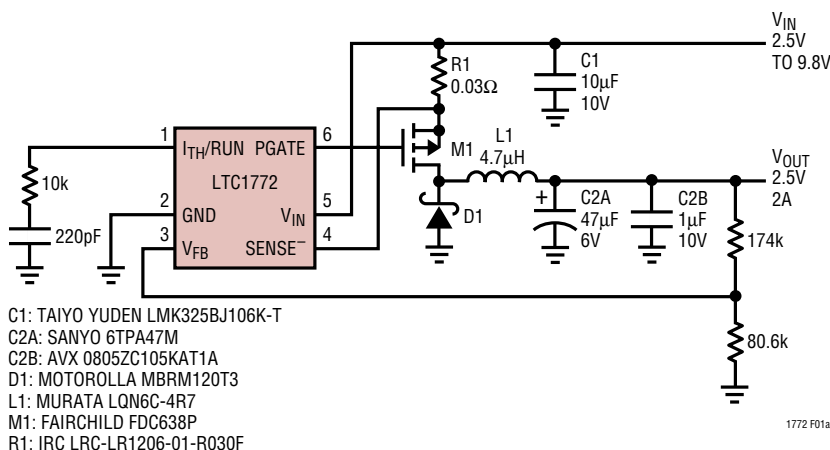 V_IN
2.5V
TO 9.8V
R1
0.03Ω
C1
10µF
10V
1
I_TH/RUN
PGATE
6
M1
L1
4.7µH
V_OUT
2.5V
2A
10k
LTC1772
2
GND
V_IN
5
D1
+
C2A
47µF
6V
C2B
1µF
10V
174k
220pF
3
V_FB
SENSE⁻
4
80.6k
C1: TAIYO YUDEN LMK325BJ106K-T
C2A: SANYO 6TPA47M
C2B: AVX 0805ZC105KAT1A
D1: MOTOROLLA MBRM120T3
L1: MURATA LQN6C-4R7
M1: FAIRCHILD FDC638P
R1: IRC LRC-LR1206-01-R030F
1772 F01a